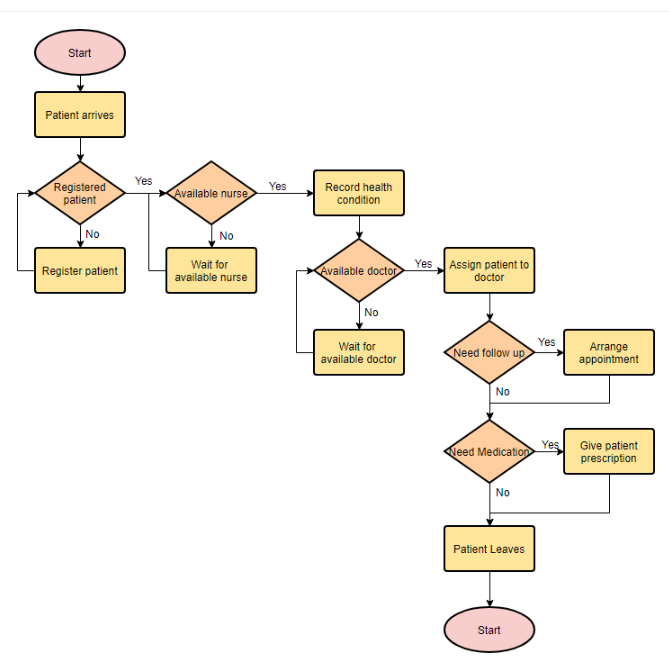 Start
Patient arrives
Registered
patient
Yes
No
Register patient
Available nurse
Yes
No
Wait for
available nurse
Record health
condition
Available doctor
Yes
No
Wait for
available doctor
Assign patient to
doctor
Need follow up
Yes
No
Arrange
appointment
Need Medication
Yes
No
Give patient
prescription
Patient Leaves
Start